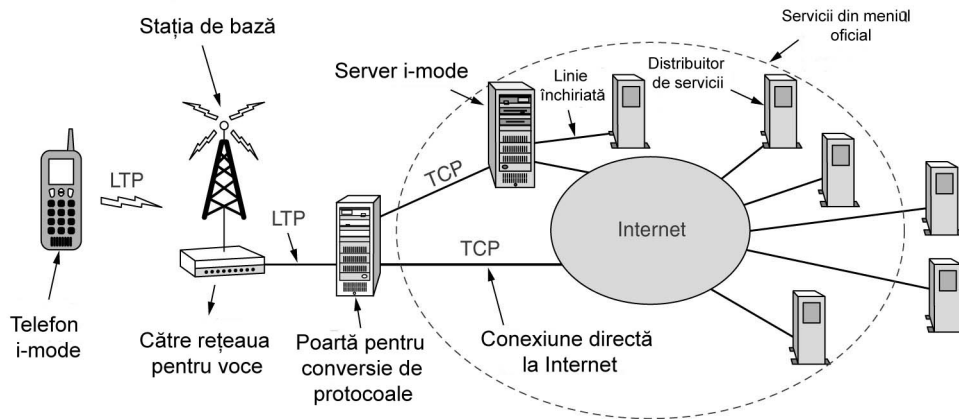 Stația de bază
Servicii din meniul
oficial
Server i-mode
Linie
închiriată
Distribuitor
de servicii
LTP
TCP
LTP
TCP
Internet
Telefon
i-mode
Către rețeaua
pentru voce
Poartă pentru
conversie de
protocoale
Conexiune directă
la Internet